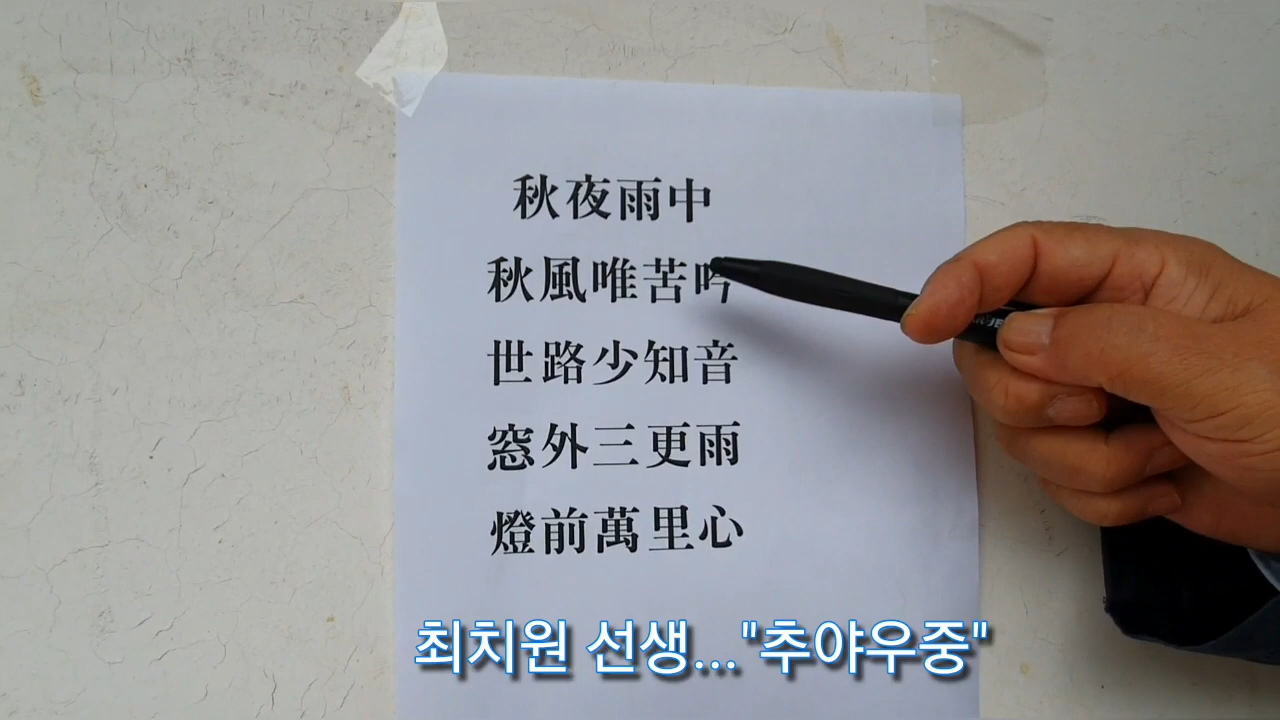 秋夜雨中
秋風唯苦吟
世路少知音
窓外三更雨
燈前萬里心
최치원 선생..."추야우중"